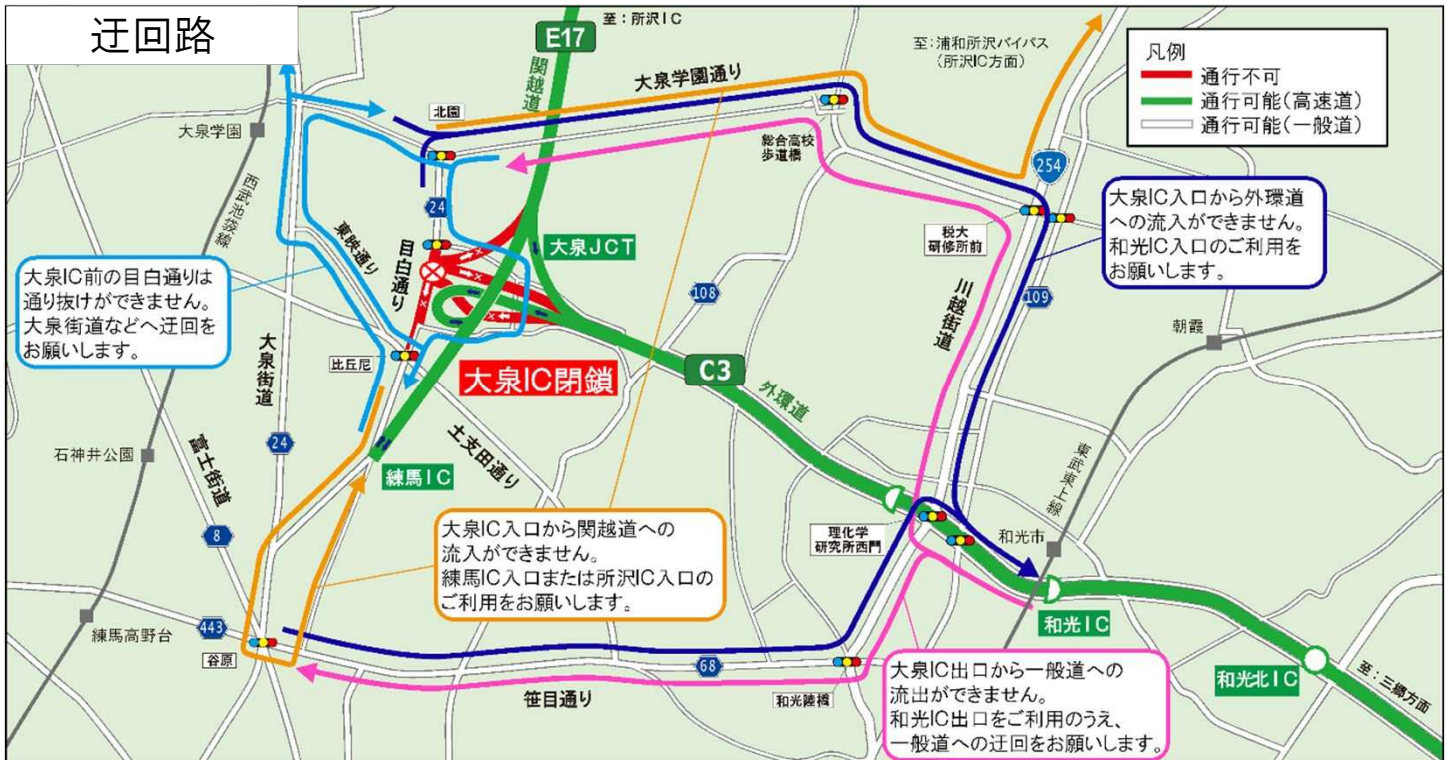 迂回路
至：所沢IC
E17
関越道
大泉学園通り
至：浦和所沢バイパス
（所沢IC方面）
凡例
通行不可
通行可能(高速道)
通行可能(一般道)
北園
大泉学園
総合高校
歩道橋
254
西武池袋線
24
東映通り
目白通り
大泉JCT
税大
研修所前
大泉IC入口から外環道
への流入ができません。
和光IC入口のご利用を
お願いします。
大泉IC前の目白通りは
通り抜けができません。
大泉街道などへ迂回を
お願いします。
108
川越街道
109
朝霞
比丘尼
大泉街道
大泉IC閉鎖
C3
外環道
24
石神井公園
富士街道
練馬IC
土支田通り
東武東上線
8
大泉IC入口から関越道への
流入ができません。
練馬IC入口または所沢IC入口の
ご利用をお願いします。
理化学
研究所西門
和光市
443
練馬高野台
谷原
和光IC
68
笹目通り
和光陸橋
大泉IC出口から一般道への
流出ができません。
和光IC出口をご利用のうえ、
一般道への迂回をお願いします。
和光北IC
至：三郷方面